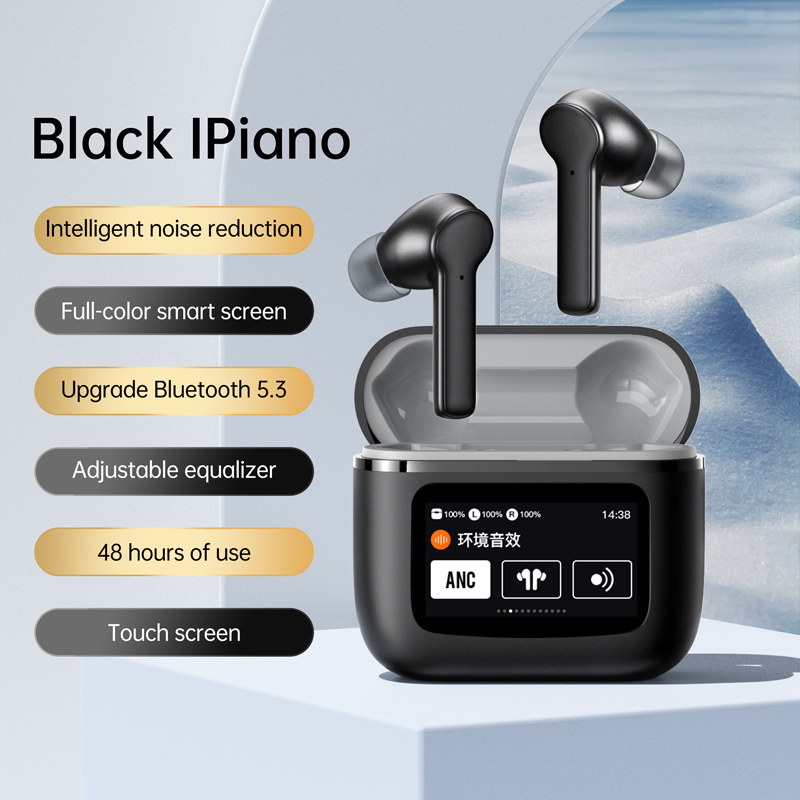 Black IPiano
Intelligent noise reduction
Full-color smart screen
Upgrade Bluetooth 5.3
Adjustable equalizer
48 hours of use
Touch screen
100% L 100% R 100% 14:38
环境音效
ANC